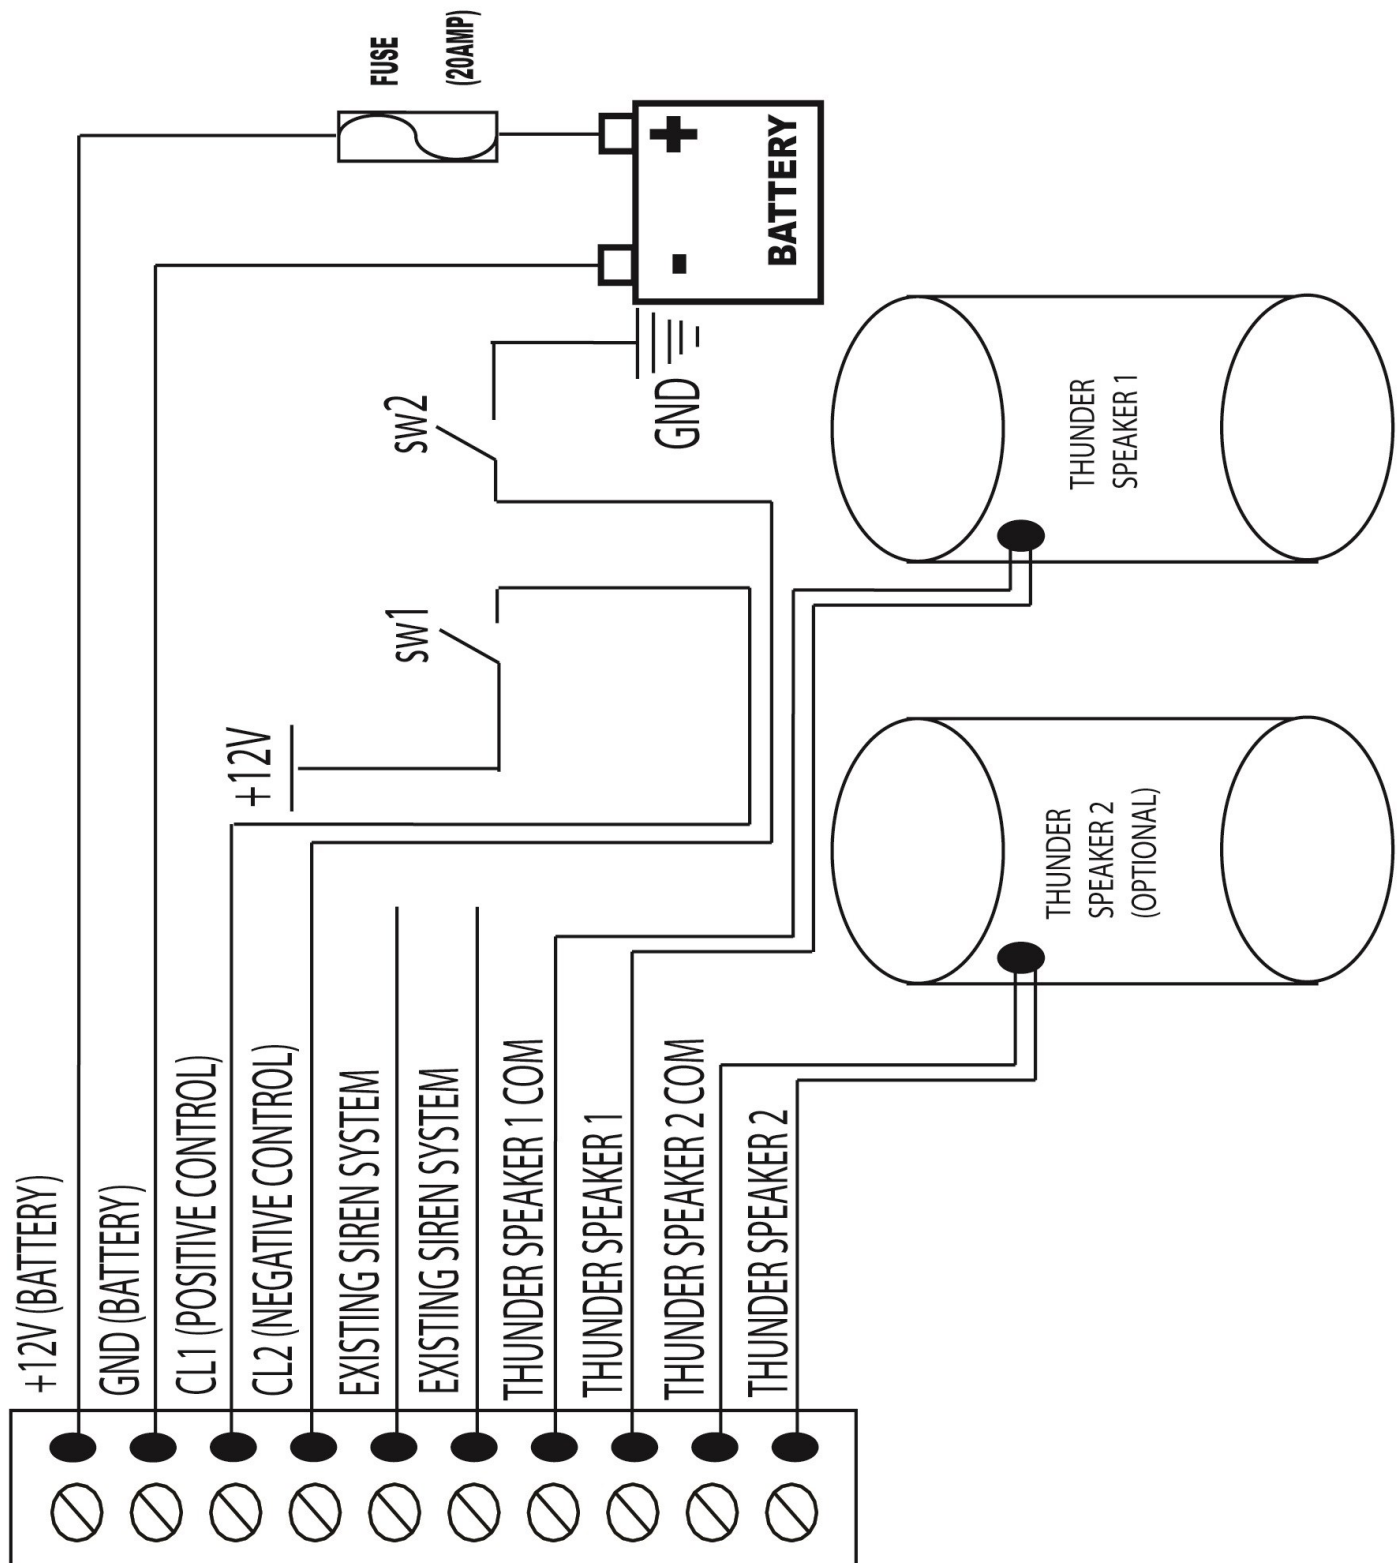 +12V (BATTERY)
GND (BATTERY)
CL1 (POSITIVE CONTROL)
CL2 (NEGATIVE CONTROL)
EXISTING SIREN SYSTEM
EXISTING SIREN SYSTEM
THUNDER SPEAKER 1 COM
THUNDER SPEAKER 1
THUNDER SPEAKER 2 COM
THUNDER SPEAKER 2
+12V
SW1
SW2
GND
FUSE
(20AMP)
+
-
BATTERY
THUNDER
SPEAKER 1
THUNDER
SPEAKER 2
(OPTIONAL)